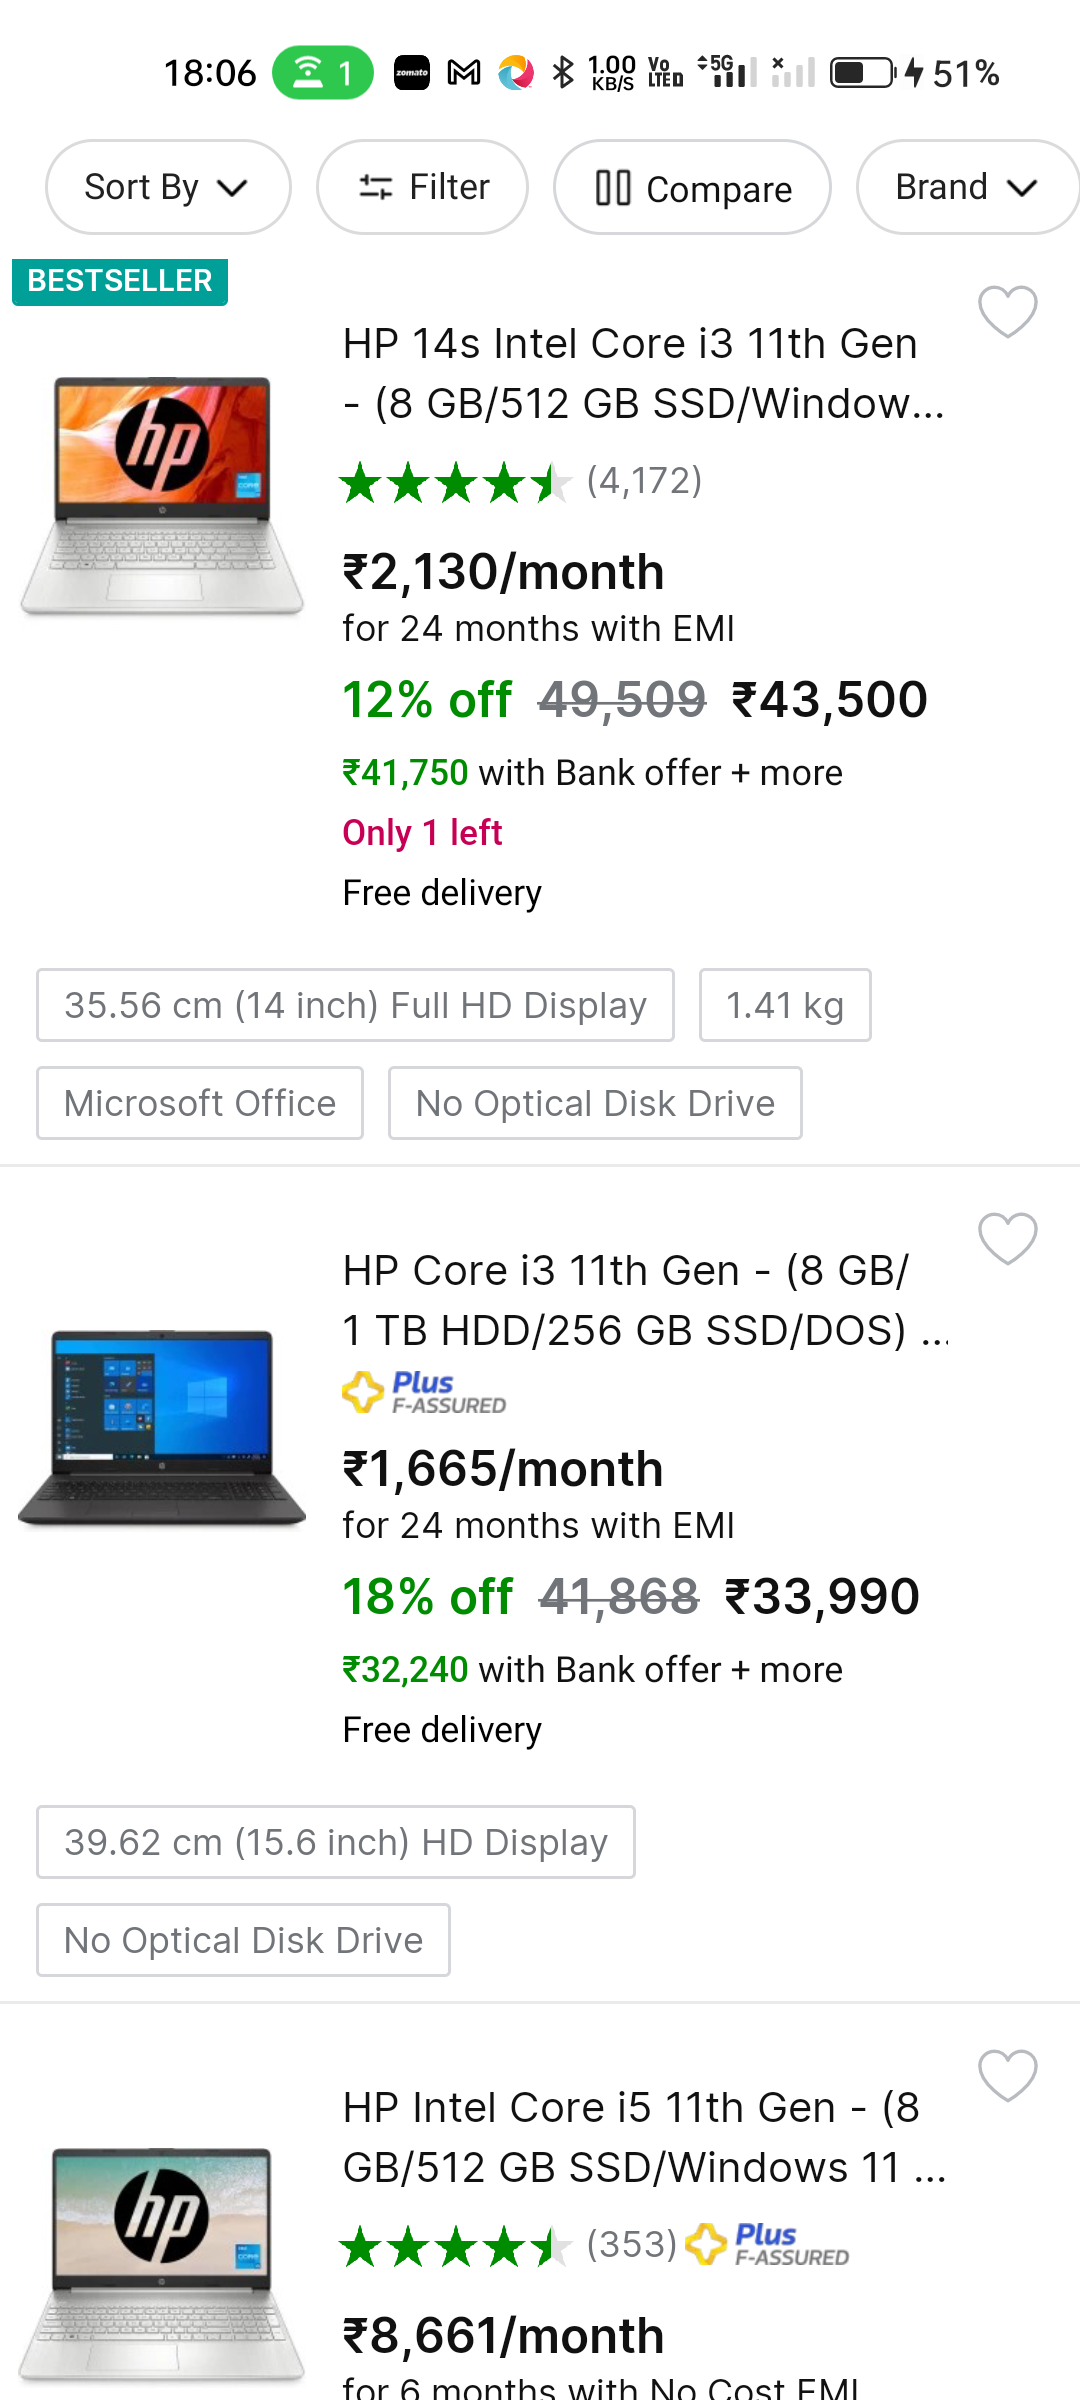 18:06 1 zomato 1.00 KB/S Vo LTED 5G 51%
Sort By Filter Compare Brand
BESTSELLER
HP 14s Intel Core i3 11th Gen
- (8 GB/512 GB SSD/Window...
(4,172)
₹2,130/month
for 24 months with EMI
12% off 49,509 ₹43,500
₹41,750 with Bank offer + more
Only 1 left
Free delivery
35.56 cm (14 inch) Full HD Display 1.41 kg
Microsoft Office No Optical Disk Drive
HP Core i3 11th Gen - (8 GB/
1 TB HDD/256 GB SSD/DOS) ...
Plus
F-ASSURED
₹1,665/month
for 24 months with EMI
18% off 41,868 ₹33,990
₹32,240 with Bank offer + more
Free delivery
39.62 cm (15.6 inch) HD Display
No Optical Disk Drive
HP Intel Core i5 11th Gen - (8
GB/512 GB SSD/Windows 11 ...
(353) Plus
F-ASSURED
₹8,661/month
for 6 months with No Cost EMI